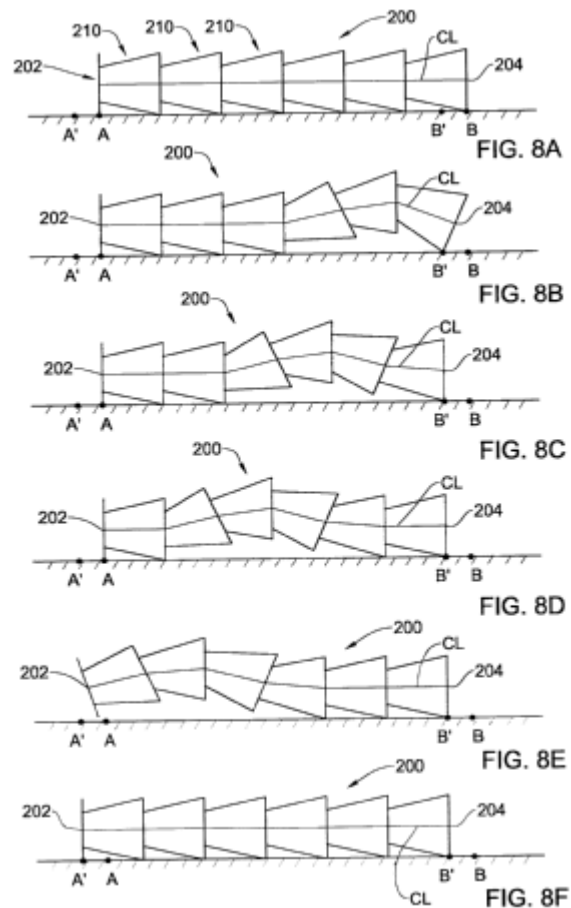 210 210 210 200
202 CL 204
A' A B' B
FIG. 8A
200
202 CL 204
A' A B' B
FIG. 8B
200
202 CL 204
A' A B' B
FIG. 8C
200
202 CL 204
A' A B' B
FIG. 8D
200
202 CL 204
A' A B' B
FIG. 8E
200
202 204
A' A CL B' B
FIG. 8F